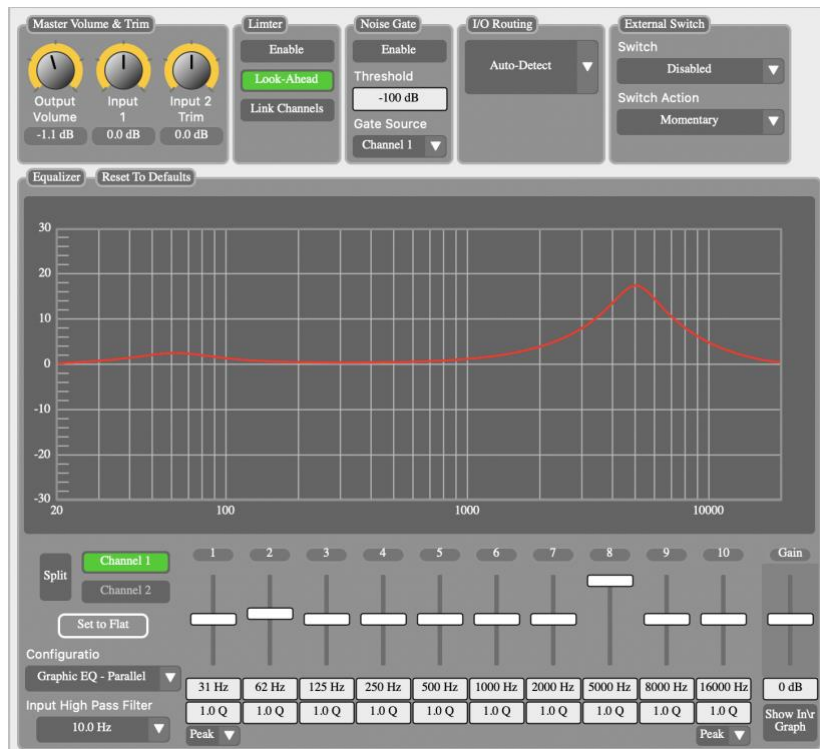 Master Volume & Trim
Output
Volume
-1.1 dB
Input
1
0.0 dB
Input 2
Trim
0.0 dB
Limter
Enable
Look-Ahead
Link Channels
Noise Gate
Enable
Threshold
-100 dB
Gate Source
Channel 1
I/O Routing
Auto-Detect
External Switch
Switch
Disabled
Switch Action
Momentary
Equalizer
Reset To Defaults
30
20
10
0
-10
-20
-30
20 100 1000 10000
Split
Channel 1
Channel 2
Set to Flat
Configuratio
Graphic EQ - Parallel
Input High Pass Filter
10.0 Hz
1 2 3 4 5 6 7 8 9 10 Gain
31 Hz 62 Hz 125 Hz 250 Hz 500 Hz 1000 Hz 2000 Hz 5000 Hz 8000 Hz 16000 Hz 0 dB
1.0 Q 1.0 Q 1.0 Q 1.0 Q 1.0 Q 1.0 Q 1.0 Q 1.0 Q 1.0 Q 1.0 Q
Peak
Peak
Show In\r
Graph